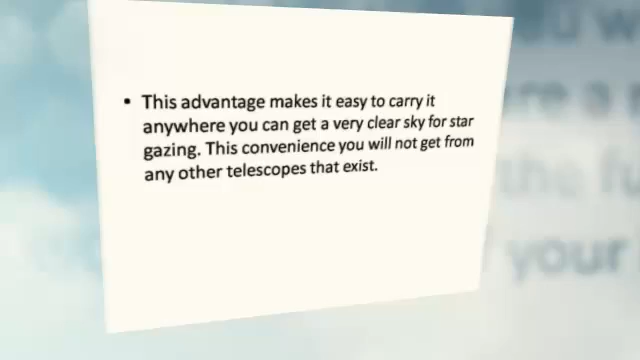 • This advantage makes it easy to carry it
anywhere you can get a very clear sky for star
gazing. This convenience you will not get from
any other telescopes that exist.
your